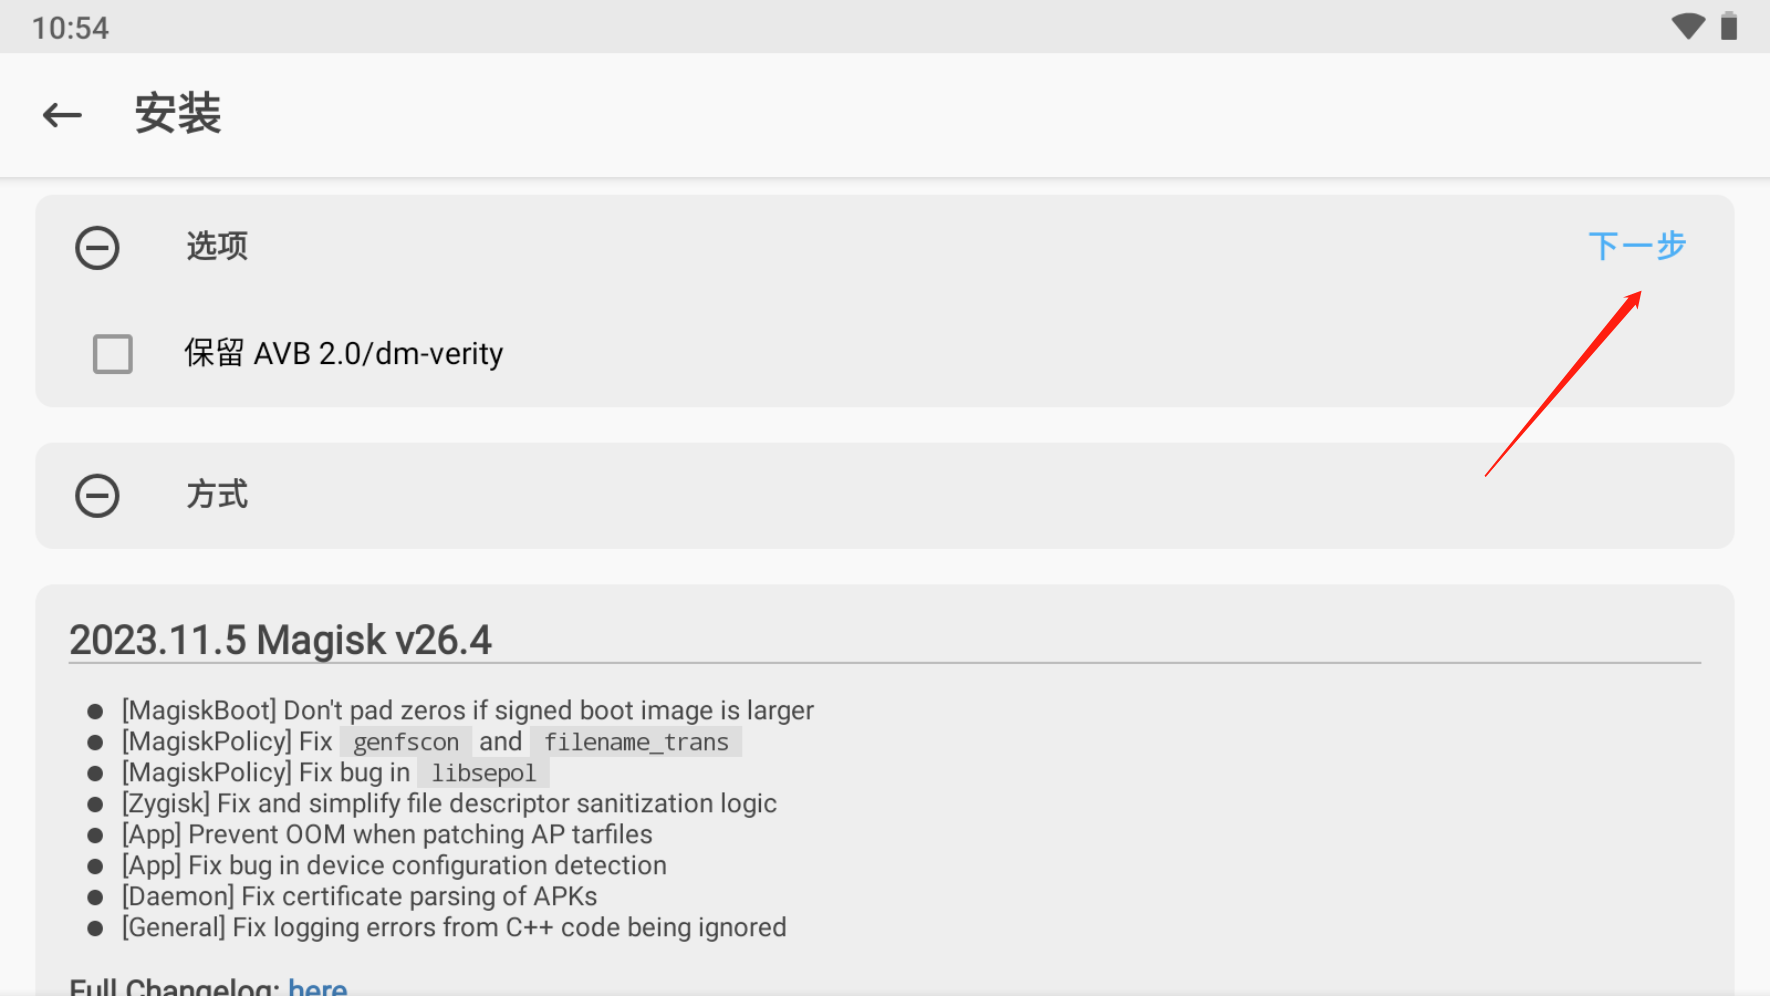 10:54
安装
选项
下一步
保留 AVB 2.0/dm-verity
方式
2023.11.5 Magisk v26.4
[MagiskBoot] Don't pad zeros if signed boot image is larger
[MagiskPolicy] Fix genfscon and filename_trans
[MagiskPolicy] Fix bug in libsepol
[Zygisk] Fix and simplify file descriptor sanitization logic
[App] Prevent OOM when patching AP tarfiles
[App] Fix bug in device configuration detection
[Daemon] Fix certificate parsing of APKs
[General] Fix logging errors from C++ code being ignored
Full Changelog: here